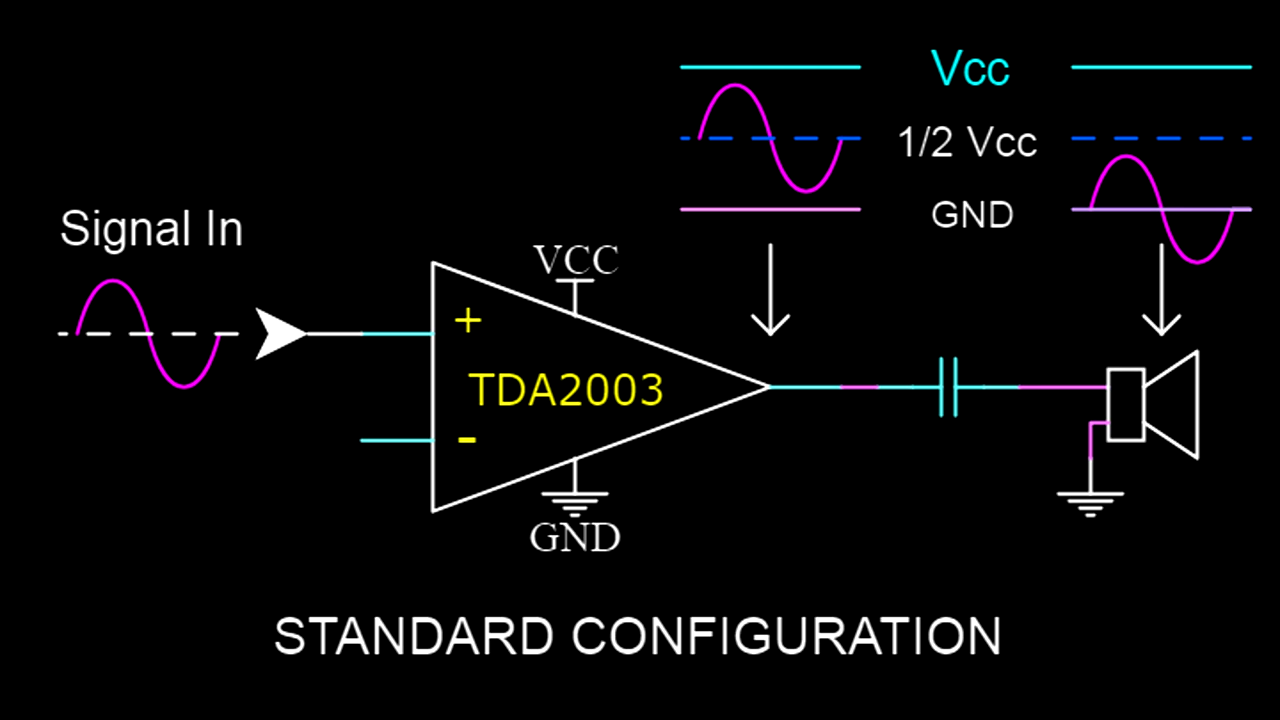 Vcc
1/2 Vcc
GND
Signal In
VCC
+
TDA2003
-
GND
STANDARD CONFIGURATION